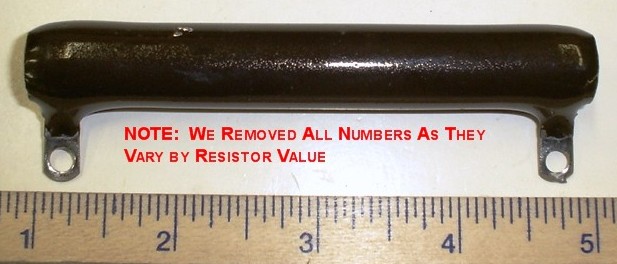 NOTE: WE REMOVED ALL NUMBERS AS THEY
VARY BY RESISTOR VALUE
1 2 3 4 5